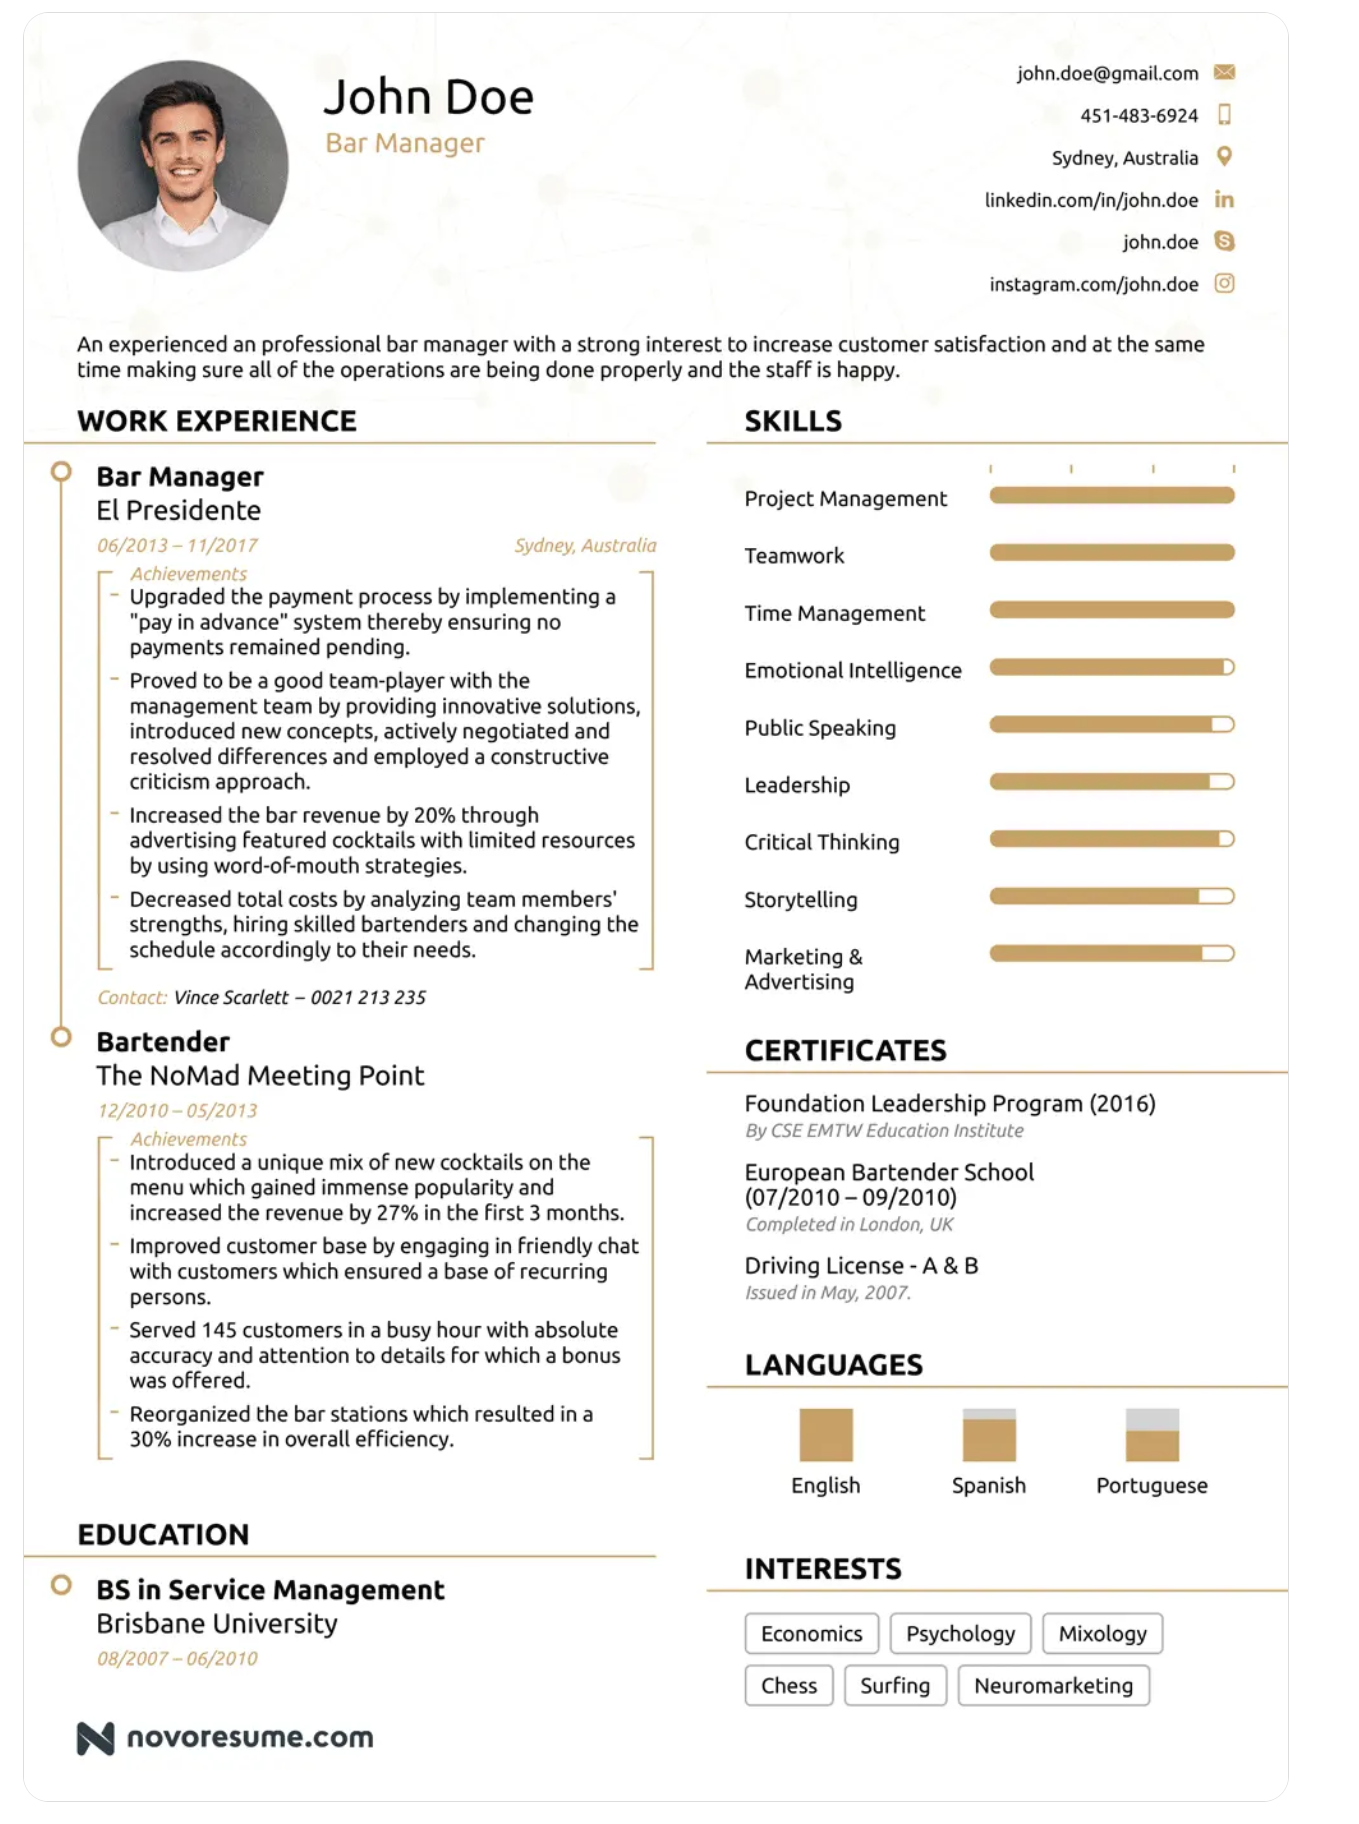 John Doe
Bar Manager
john.doe@gmail.com
451-483-6924
Sydney, Australia
linkedin.com/in/john.doe
john.doe
instagram.com/john.doe
An experienced an professional bar manager with a strong interest to increase customer satisfaction and at the same
time making sure all of the operations are being done properly and the staff is happy.
WORK EXPERIENCE
Bar Manager
El Presidente
06/2013 – 11/2017
Sydney, Australia
Achievements
- Upgraded the payment process by implementing a
"pay in advance" system thereby ensuring no
payments remained pending.
- Proved to be a good team-player with the
management team by providing innovative solutions,
introduced new concepts, actively negotiated and
resolved differences and employed a constructive
criticism approach.
- Increased the bar revenue by 20% through
advertising featured cocktails with limited resources
by using word-of-mouth strategies.
- Decreased total costs by analyzing team members'
strengths, hiring skilled bartenders and changing the
schedule accordingly to their needs.
Contact: Vince Scarlett – 0021 213 235
Bartender
The NoMad Meeting Point
12/2010 – 05/2013
Achievements
- Introduced a unique mix of new cocktails on the
menu which gained immense popularity and
increased the revenue by 27% in the first 3 months.
- Improved customer base by engaging in friendly chat
with customers which ensured a base of recurring
persons.
- Served 145 customers in a busy hour with absolute
accuracy and attention to details for which a bonus
was offered.
- Reorganized the bar stations which resulted in a
30% increase in overall efficiency.
EDUCATION
BS in Service Management
Brisbane University
08/2007 – 06/2010
SKILLS
Project Management
Teamwork
Time Management
Emotional Intelligence
Public Speaking
Leadership
Critical Thinking
Storytelling
Marketing &
Advertising
CERTIFICATES
Foundation Leadership Program (2016)
By CSE EMTW Education Institute
European Bartender School
(07/2010 – 09/2010)
Completed in London, UK
Driving License - A & B
Issued in May, 2007.
LANGUAGES
English
Spanish
Portuguese
INTERESTS
Economics
Psychology
Mixology
Chess
Surfing
Neuromarketing
novoresume.com